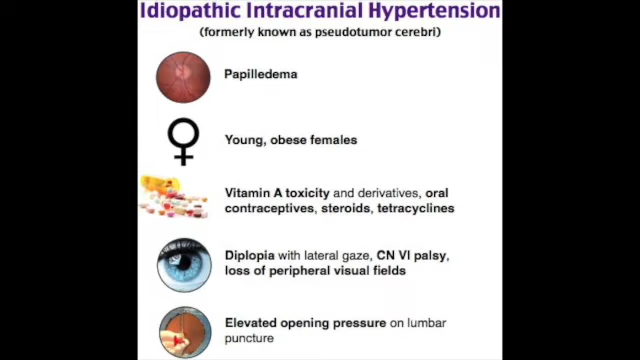 Idiopathic Intracranial Hypertension
(formerly known as pseudotumor cerebri)
Papilledema
Young, obese females
Vitamin A toxicity and derivatives, oral
contraceptives, steroids, tetracyclines
Diplopia with lateral gaze, CN VI palsy,
loss of peripheral visual fields
Elevated opening pressure on lumbar
puncture